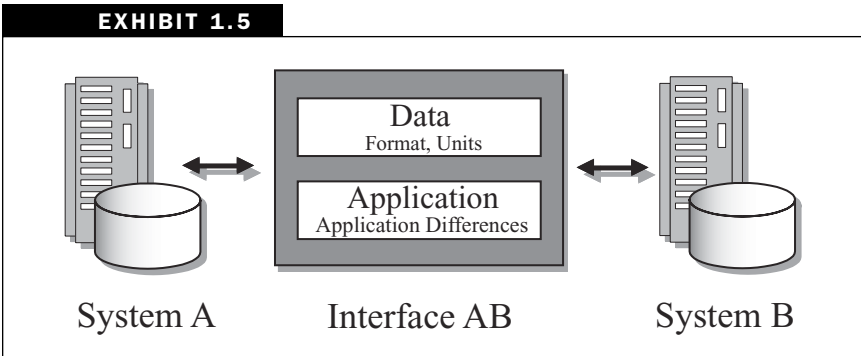 EXHIBIT 1.5
Data
Format, Units
Application
Application Differences
System A
Interface AB
System B